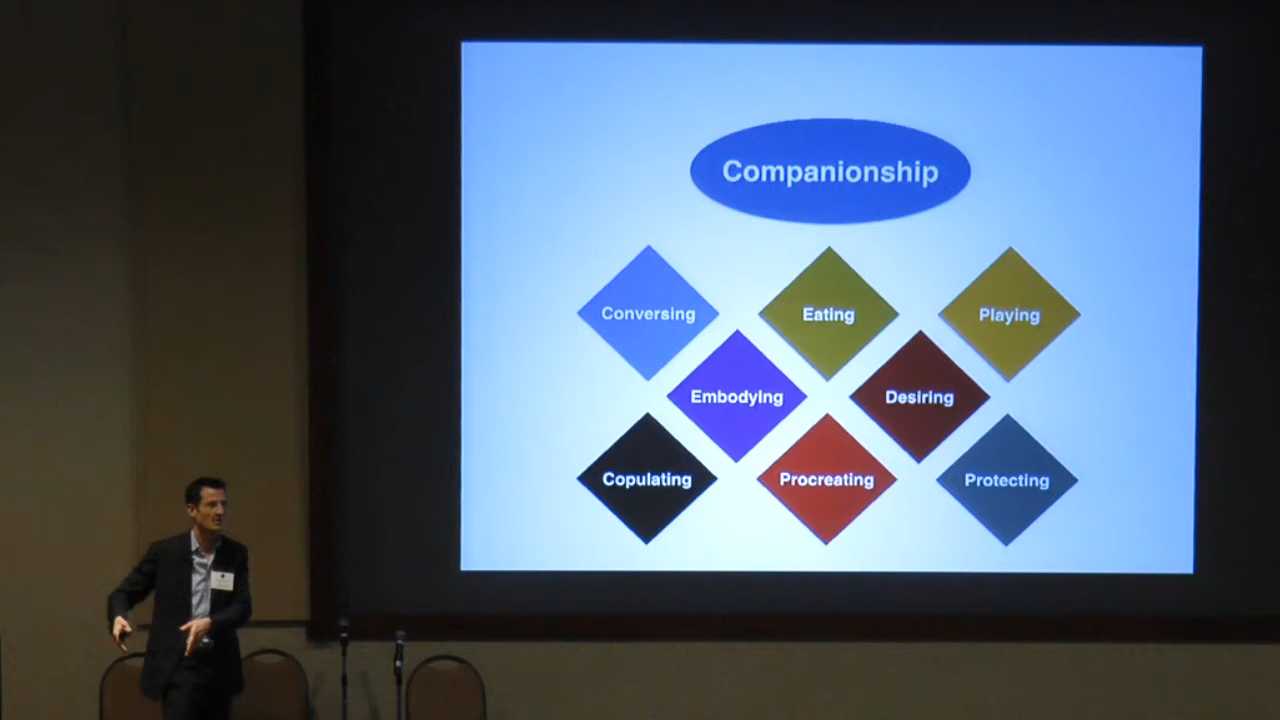 Companionship
Conversing
Eating
Playing
Embodying
Desiring
Copulating
Procreating
Protecting